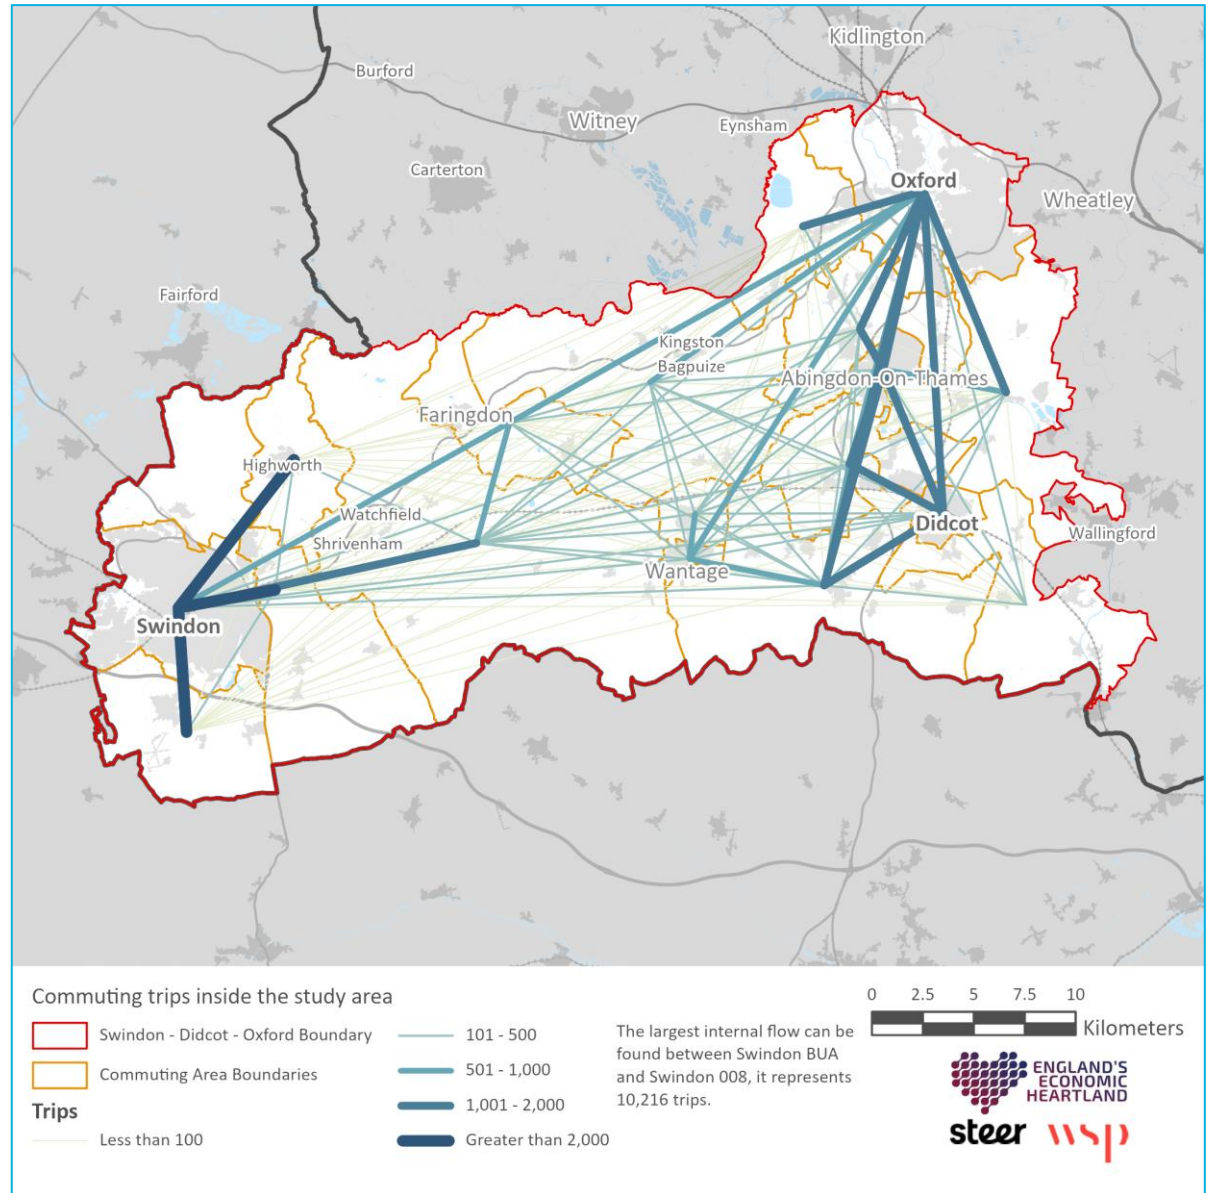 Kidlington
Burford
Witney
Eynsham
Carterton
Oxford
Wheatley
Fairford
Kingston
Bagpuize
Abingdon-On-Thames
Faringdon
Highworth
Watchfield
Shrivenham
Didcot
Wallingford
Wantage
Swindon
Commuting trips inside the study area
Swindon - Didcot - Oxford Boundary
Commuting Area Boundaries
Trips
Less than 100
101 - 500
501 - 1,000
1,001 - 2,000
Greater than 2,000
The largest internal flow can be
found between Swindon BUA
and Swindon 008, it represents
10,216 trips.
0 2.5 5 7.5 10
Kilometers
ENGLAND'S
ECONOMIC
HEARTLAND
steer wsp